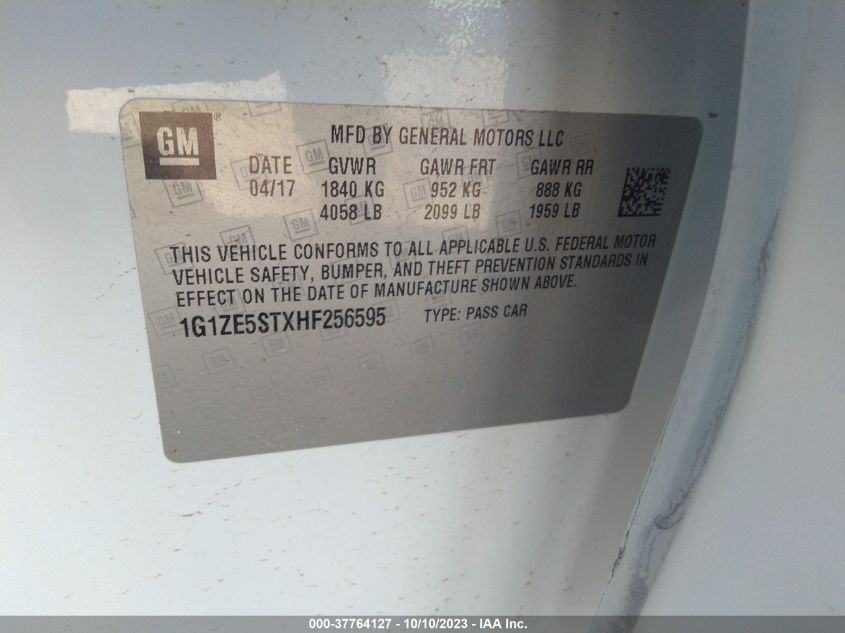 GM ® MFD BY GENERAL MOTORS LLC
DATE GVWR GAWR FRT GAWR RR
04/17 1840 KG 952 KG 888 KG
4058 LB 2099 LB 1959 LB
THIS VEHICLE CONFORMS TO ALL APPLICABLE U.S. FEDERAL MOTOR
VEHICLE SAFETY, BUMPER, AND THEFT PREVENTION STANDARDS IN
EFFECT ON THE DATE OF MANUFACTURE SHOWN ABOVE.
1G1ZE5STXHF256595 TYPE: PASS CAR
000-37764127 - 10/10/2023 - IAA Inc.